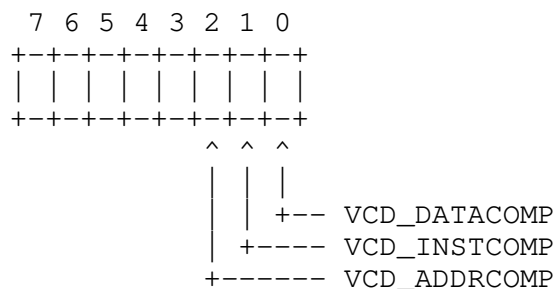 7 6 5 4 3 2 1 0
+-+-+-+-+-+-+-+-+
| | | | | | | | |
+-+-+-+-+-+-+-+-+
^ ^ ^
| | |
| | +-- VCD_DATACOMP
| +---- VCD_INSTCOMP
+------ VCD_ADDRCOMP